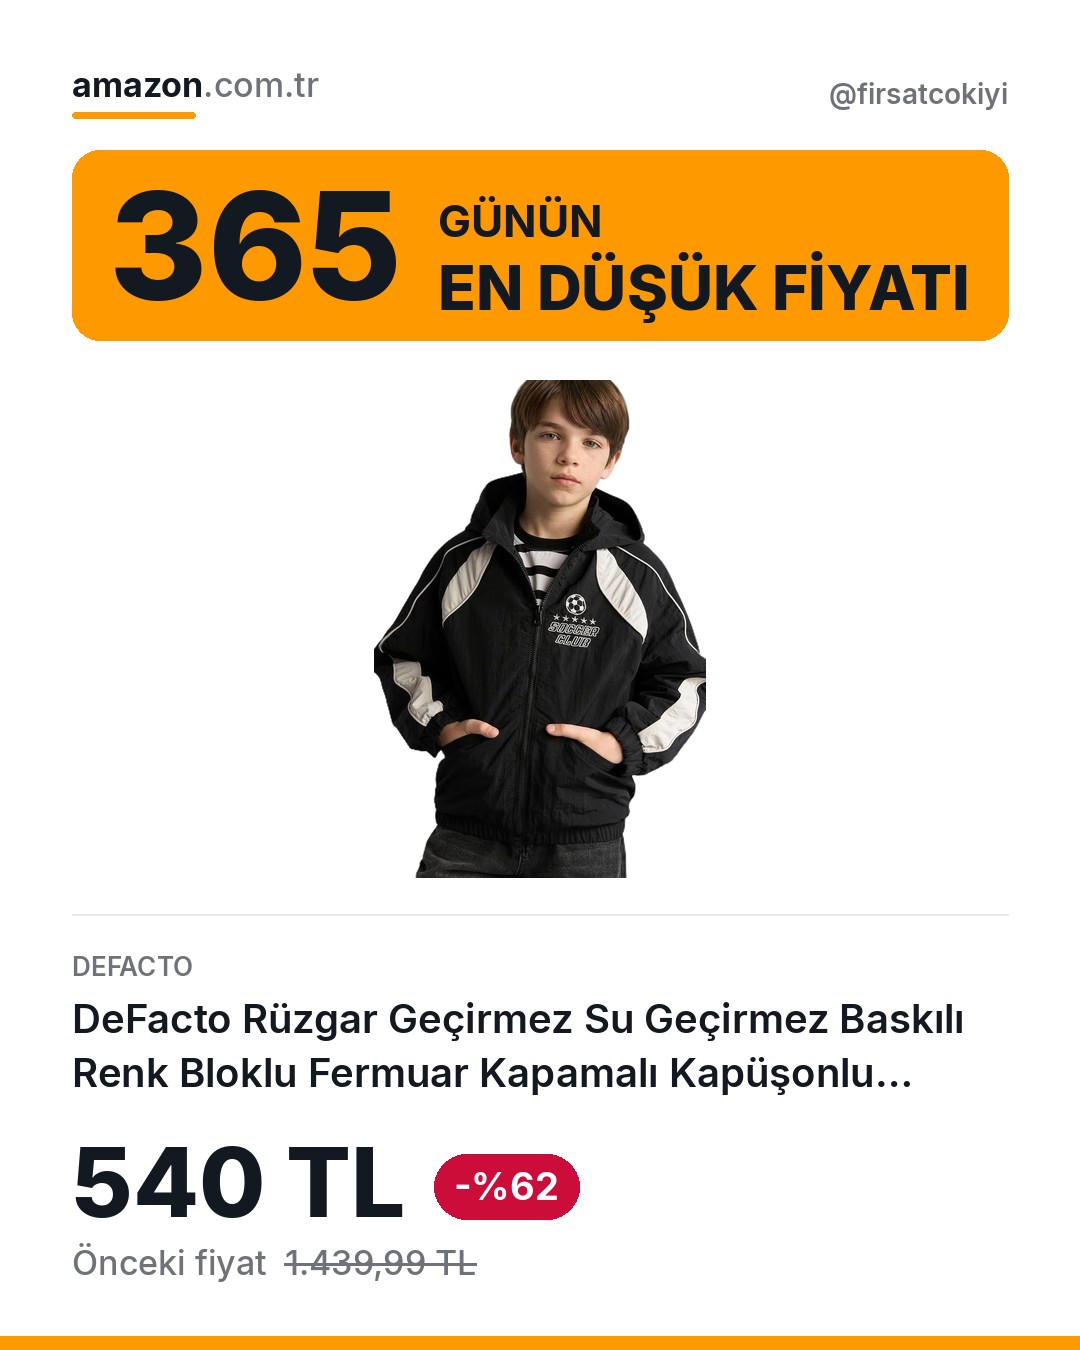 amazon.com.tr
@firsatcokiyi
365
GÜNÜN
EN DÜŞÜK FİYATI
SOCCER
CLUB
DEFACTO
DeFacto Rüzgar Geçirmez Su Geçirmez Baskılı
Renk Bloklu Fermuar Kapamalı Kapüşonlu...
540 TL
-%62
Önceki fiyat 1.439,99 TL